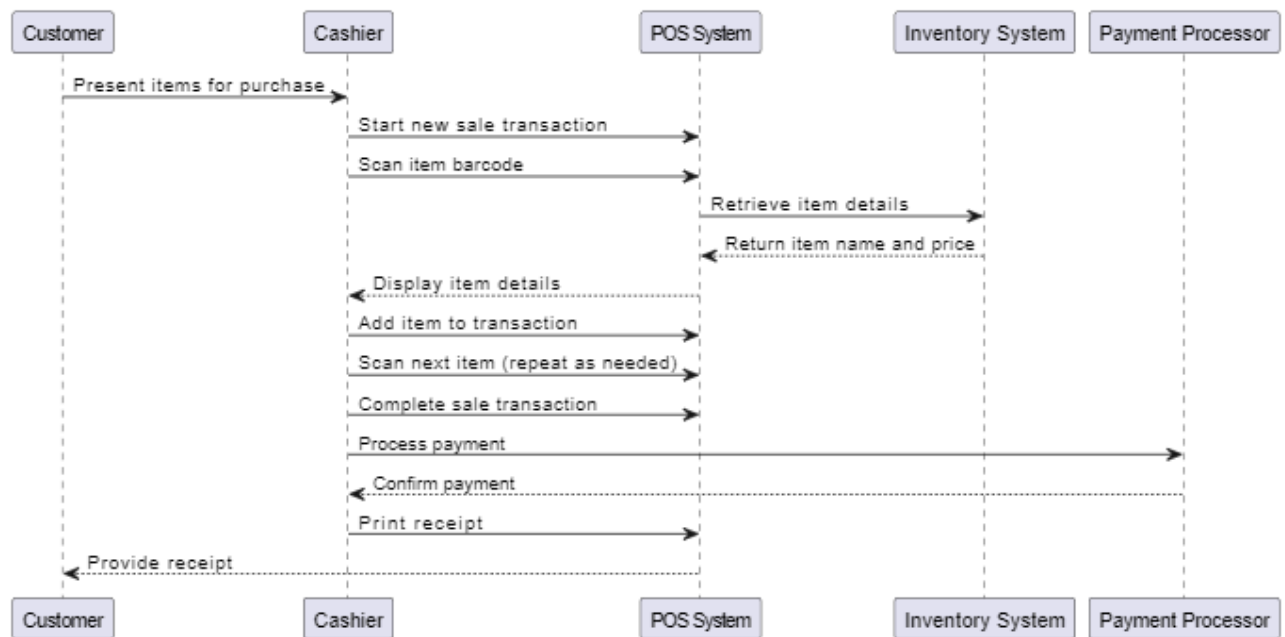 Customer
Cashier
POS System
Inventory System
Payment Processor
Present items for purchase
Start new sale transaction
Scan item barcode
Retrieve item details
Return item name and price
Display item details
Add item to transaction
Scan next item (repeat as needed)
Complete sale transaction
Process payment
Confirm payment
Print receipt
Provide receipt
Customer
Cashier
POS System
Inventory System
Payment Processor